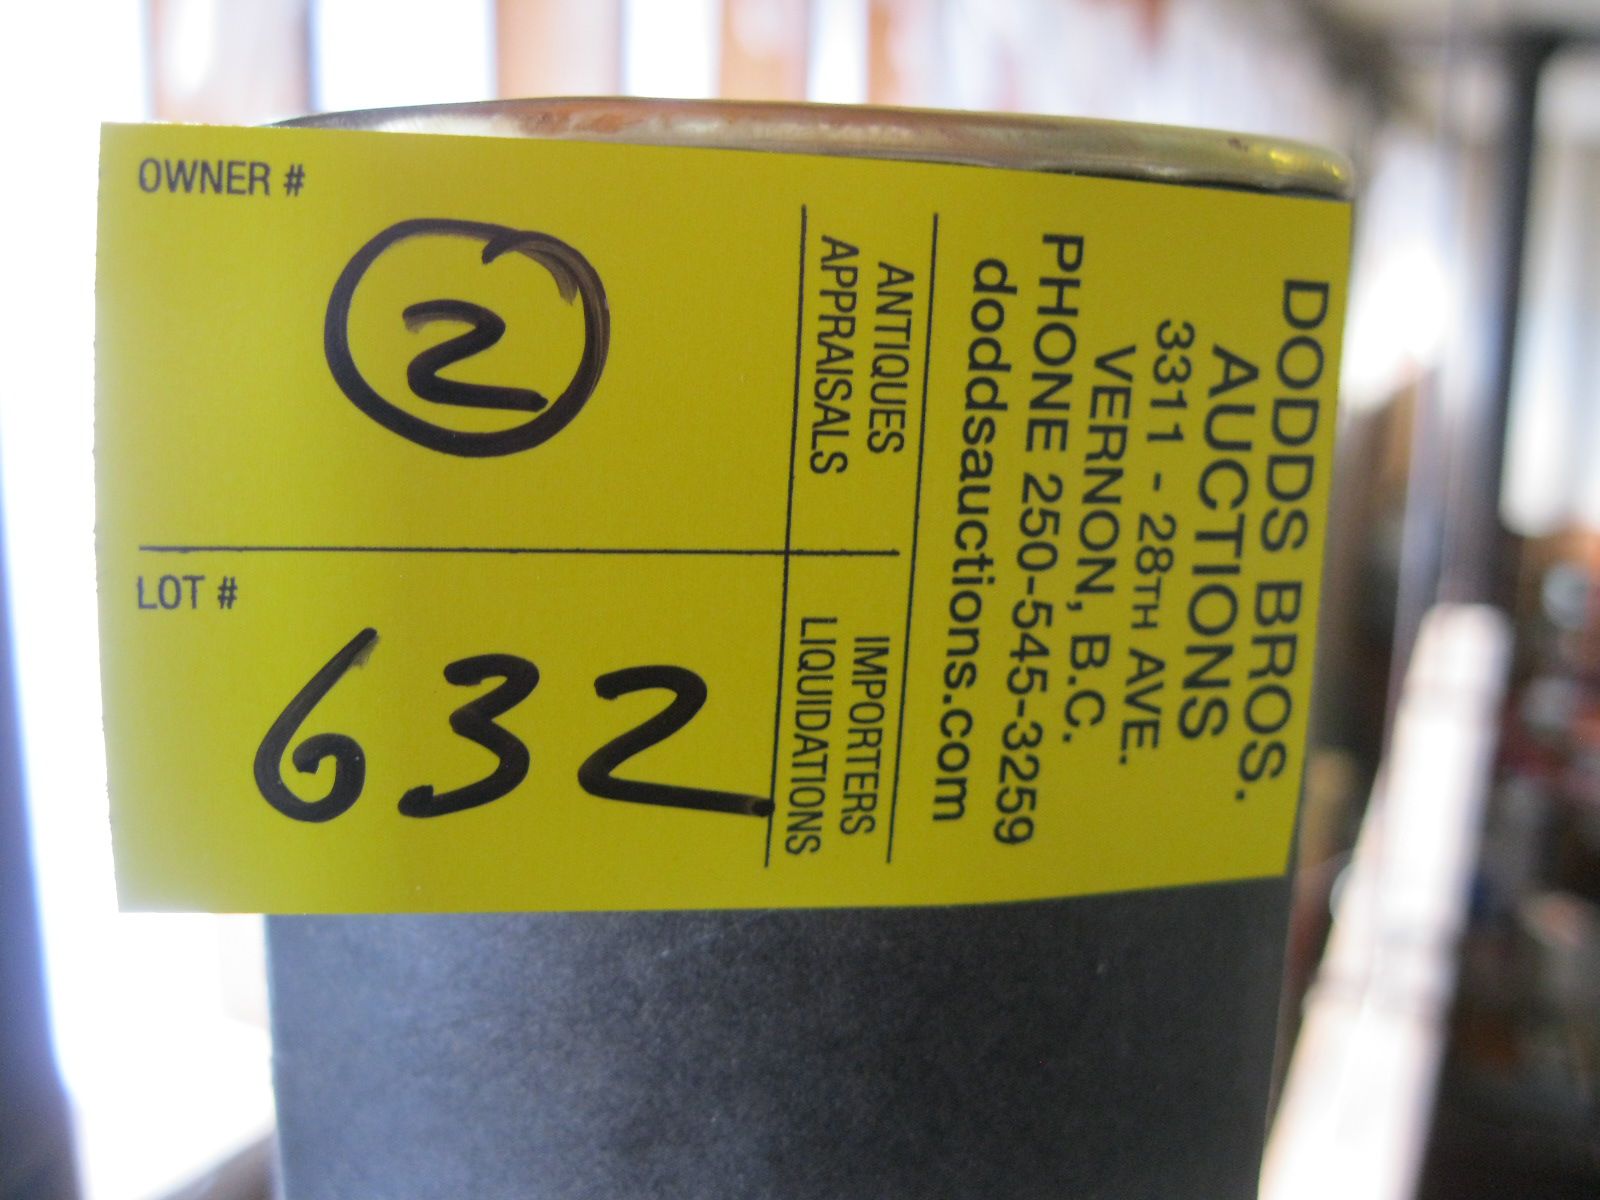 DODDS BROS.
AUCTIONS
3311 - 28TH AVE.
VERNON, B.C.
PHONE 250-545-3259
doddsauctions.com
ANTIQUES
APPRAISALS
IMPORTERS
LIQUIDATIONS
OWNER #
2
LOT #
632